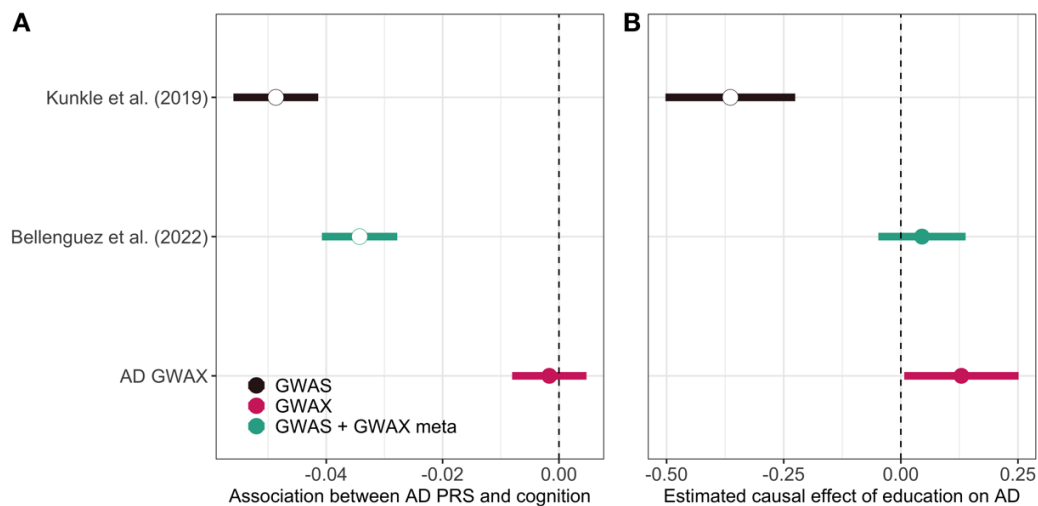 A
B
Kunkle et al. (2019)
Bellenguez et al. (2022)
AD GWAX
GWAS
GWAX
GWAS + GWAX meta
-0.04 -0.02 0.00
Association between AD PRS and cognition
-0.50 -0.25 0.00 0.25
Estimated causal effect of education on AD